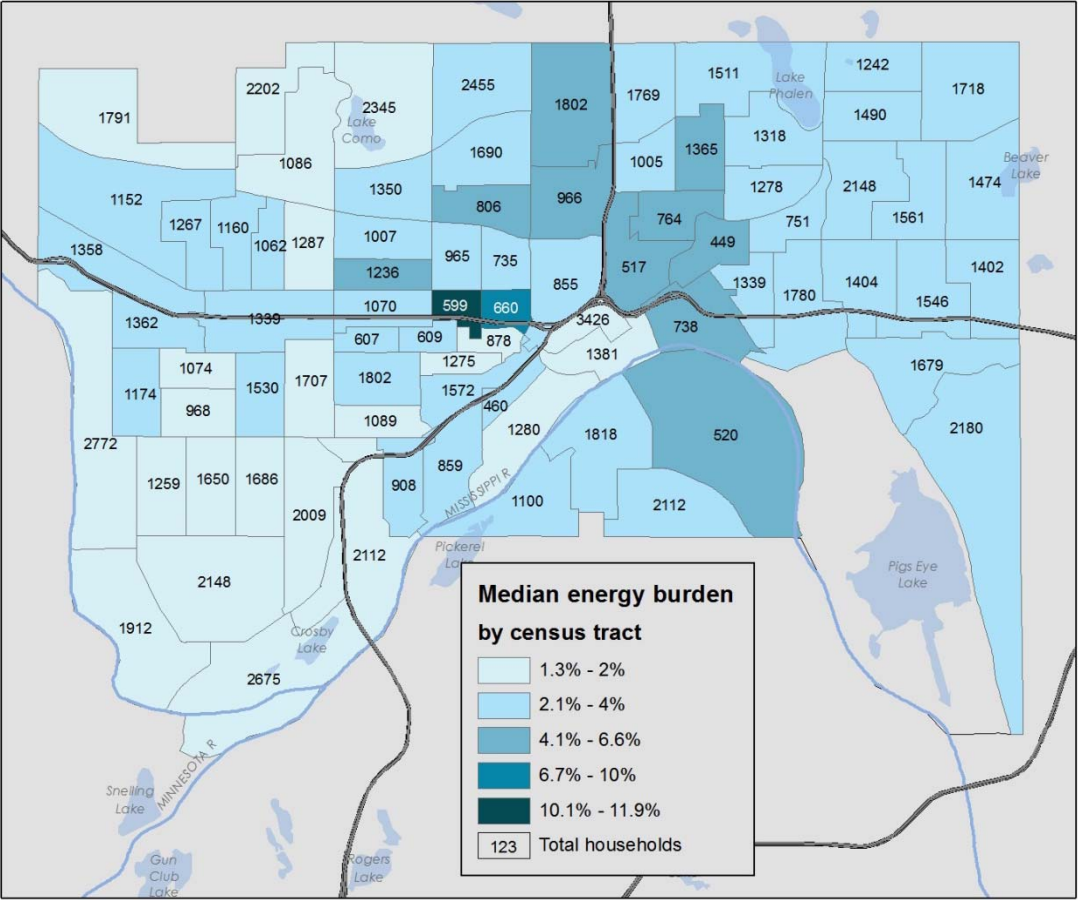 2202
2345
2455
1802
1769
1511
Lake
Phalen
1242
1718
1791
Lake
Como
1490
1318
1086
1690
1005
1365
Beaver
Lake
1152
1350
806
966
1278
2148
1474
1267
1160
1062
1287
1007
764
751
1561
1358
965
735
517
449
1236
855
1339
1780
1404
1402
1546
1362
1339
1070
599
660
3426
738
607
609
878
1381
1074
1275
1679
1174
968
1530
1707
1802
1572
460
1089
2772
1280
1818
520
2180
1259
1650
1686
2009
908
859
MISSISSIPPI R
1100
2112
2148
2112
Pickerel
Lake
Pigs Eye
Lake
1912
Crosby
Lake
2675
MINNESOTA R
Snelling
Lake
Gun
Club
Lake
Rogers
Lake
Median energy burden
by census tract
1.3% - 2%
2.1% - 4%
4.1% - 6.6%
6.7% - 10%
10.1% - 11.9%
123 Total households